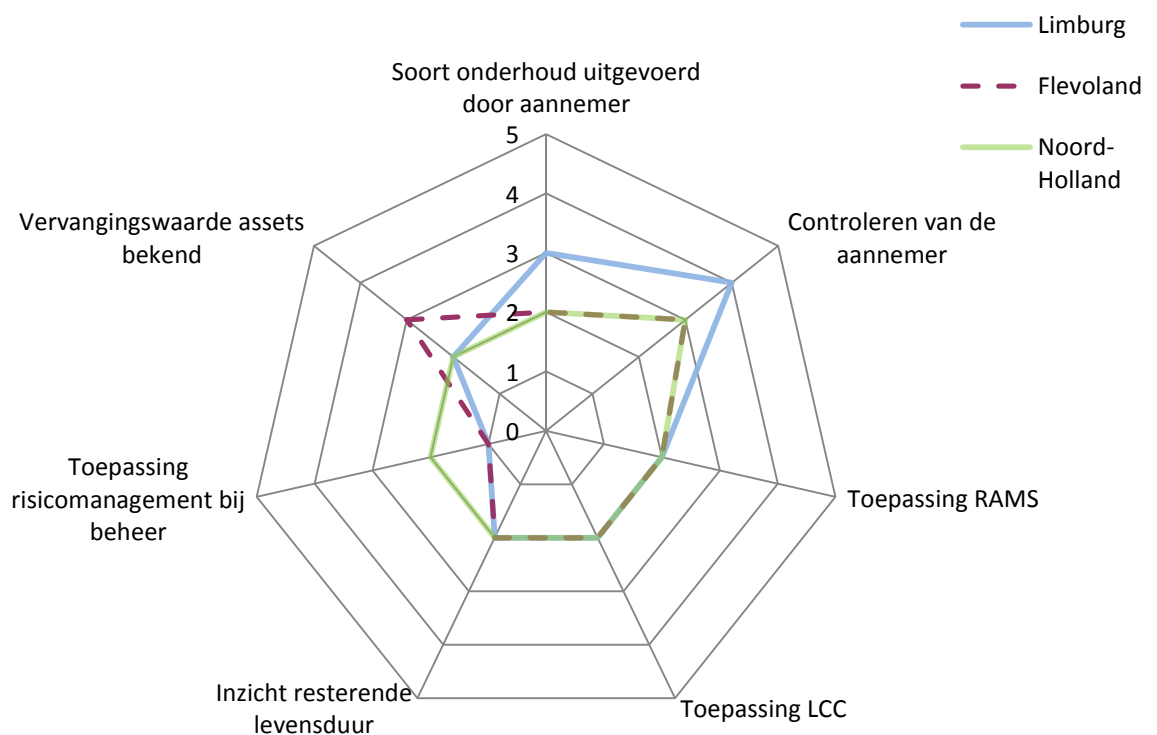 Limburg
Flevoland
Noord-
Holland
Soort onderhoud uitgevoerd
door aannemer
5
4
3
2
1
0
Controleren van de
aannemer
Toepassing RAMS
Toepassing LCC
Inzicht resterende
levensduur
Toepassing
risicomanagement bij
beheer
Vervangingswaarde assets
bekend